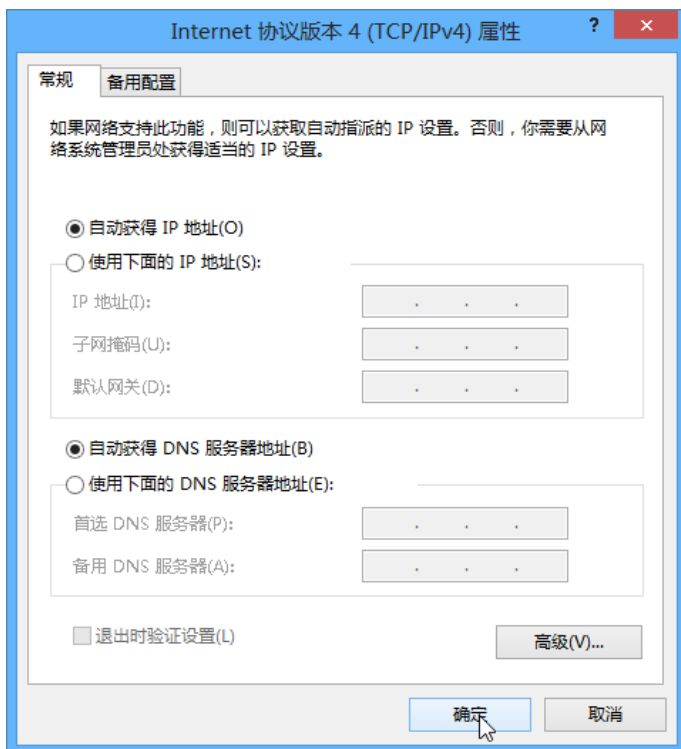 Internet 协议版本 4 (TCP/IPv4) 属性
?
×
常规
备用配置
如果网络支持此功能，则可以获取自动指派的 IP 设置。否则，你需要从网
络系统管理员处获得适当的 IP 设置。
自动获得 IP 地址(O)
使用下面的 IP 地址(S):
IP 地址(I):
. . .
子网掩码(U):
. . .
默认网关(D):
. . .
自动获得 DNS 服务器地址(B)
使用下面的 DNS 服务器地址(E):
首选 DNS 服务器(P):
. . .
备用 DNS 服务器(A):
. . .
退出时验证设置(L)
高级(V)...
确定
取消